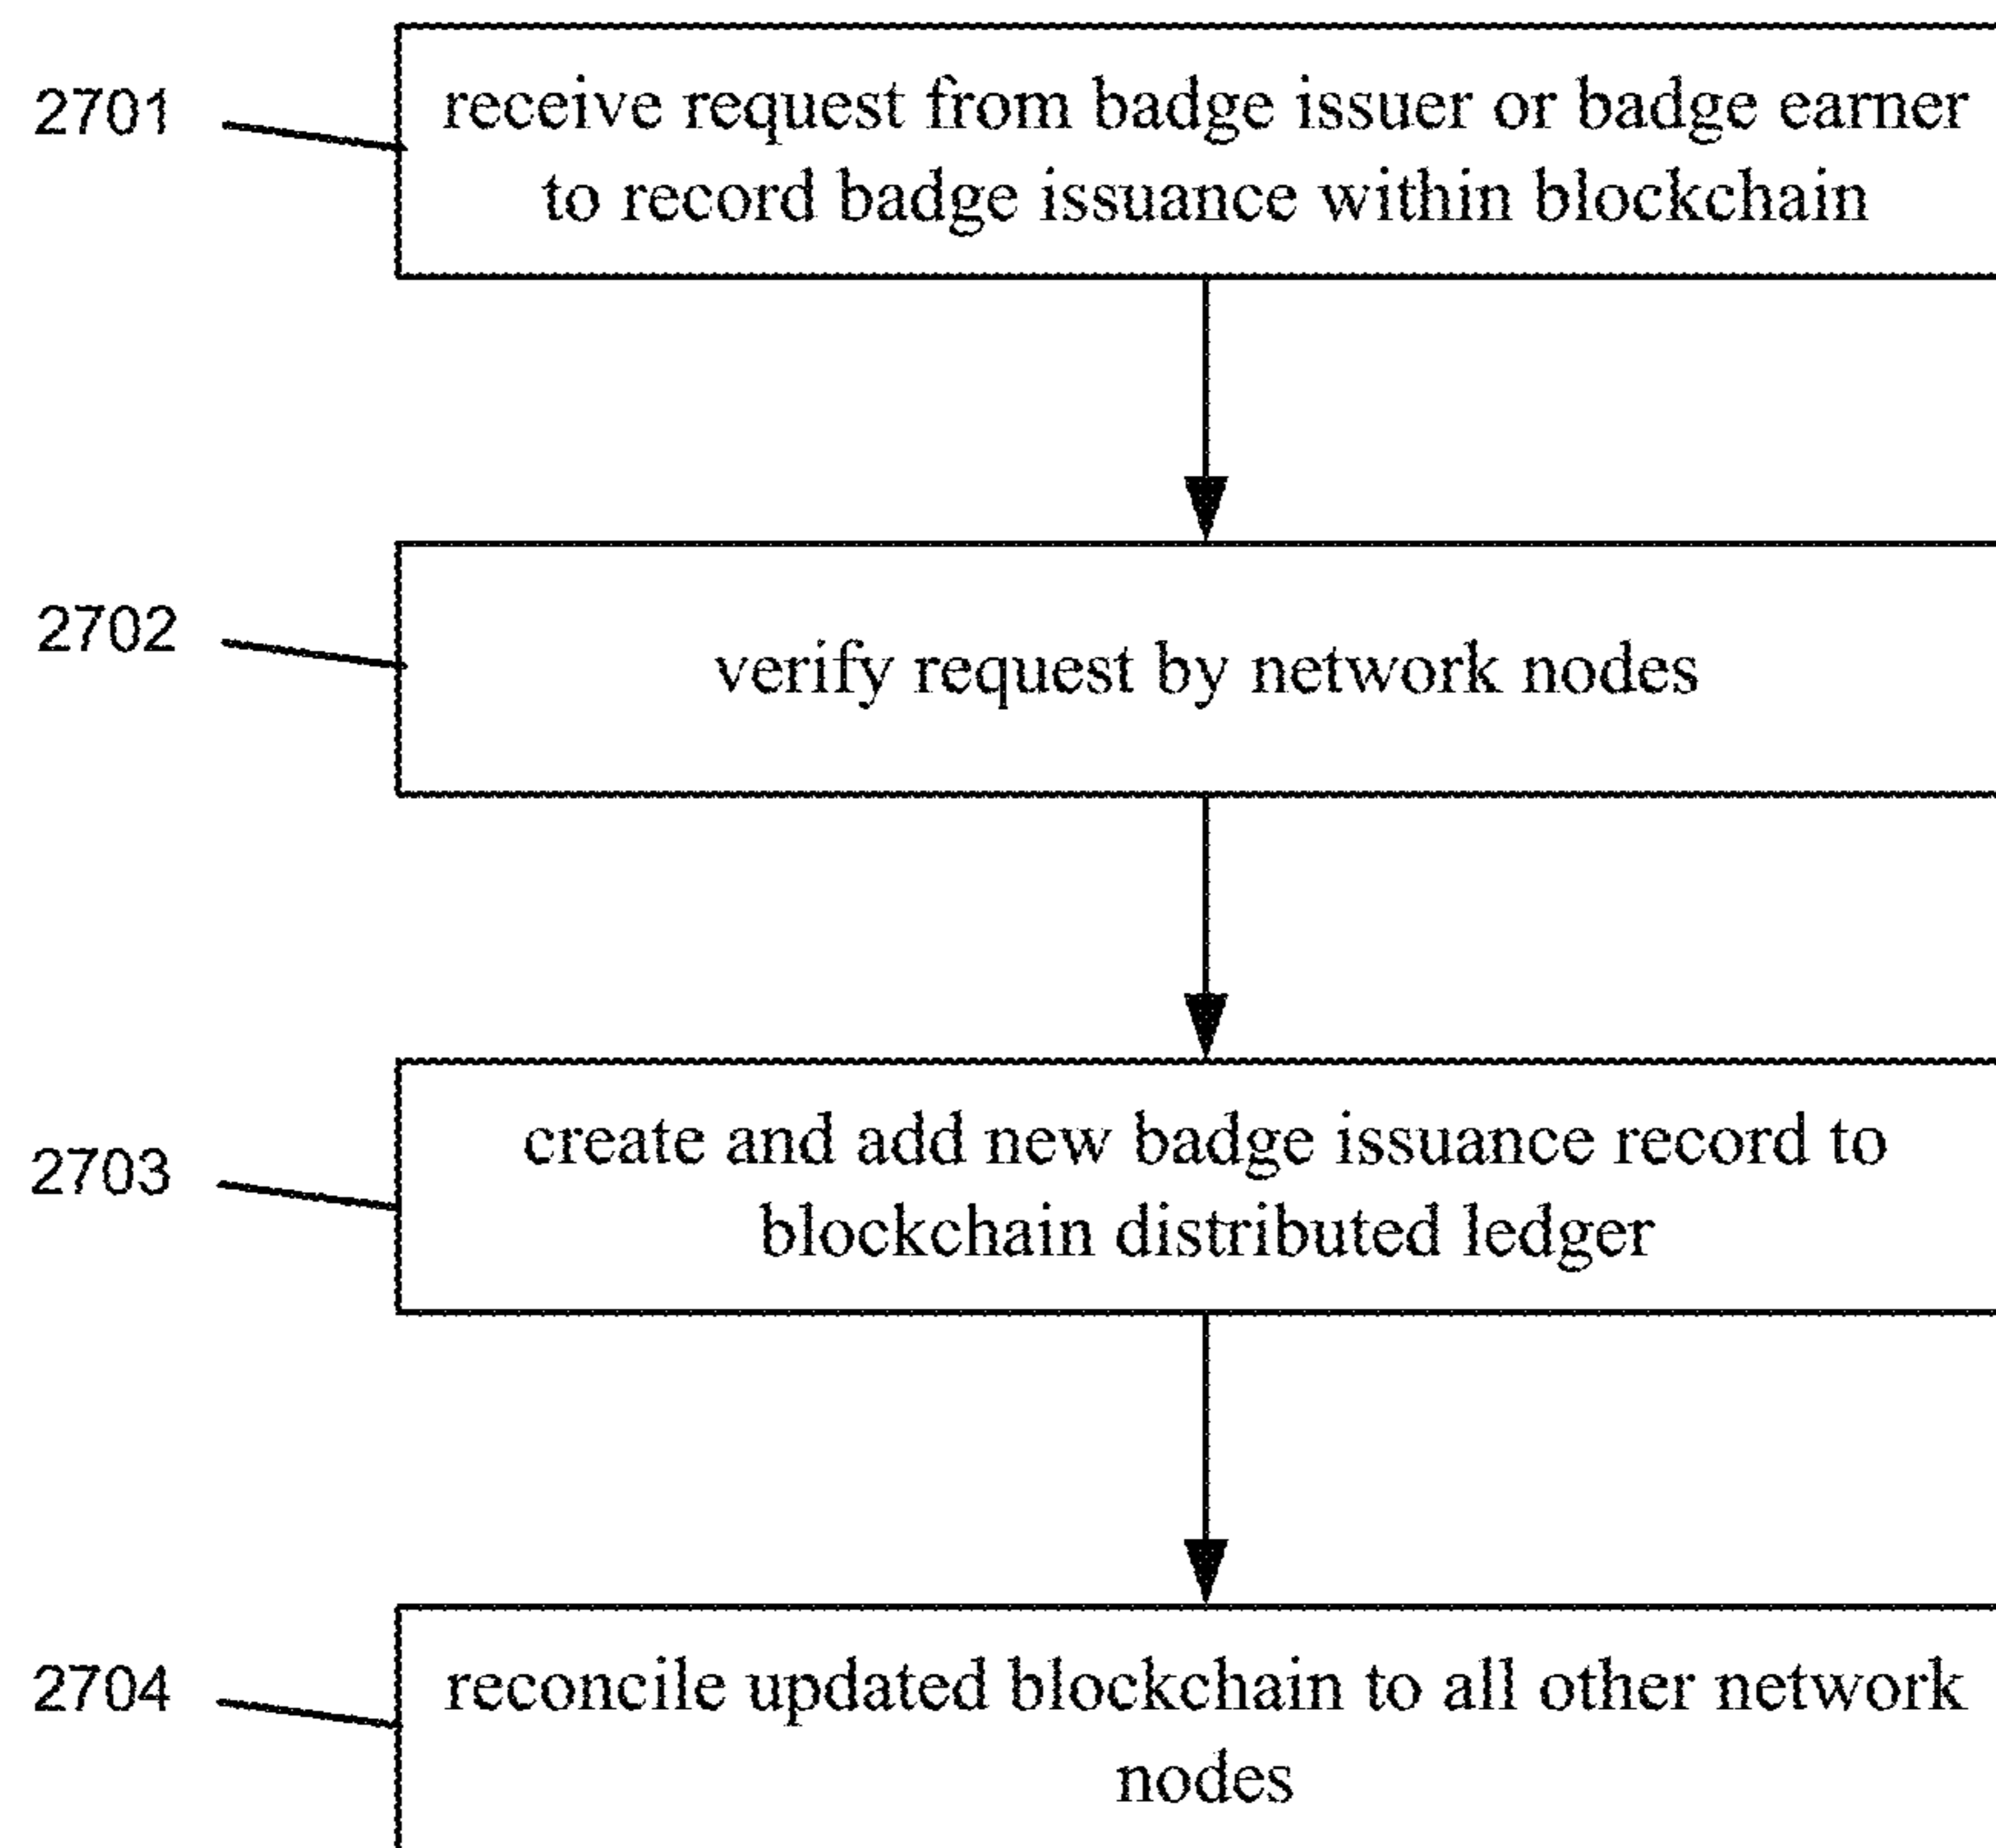 2701
receive request from badge issuer or badge earner
to record badge issuance within blockchain
2702
verify request by network nodes
2703
create and add new badge issuance record to
blockchain distributed ledger
2704
reconcile updated blockchain to all other network
nodes